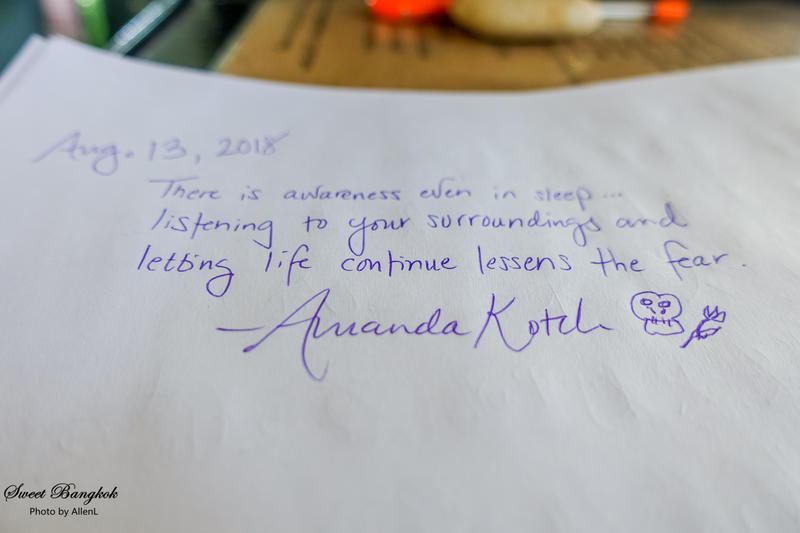 Aug. 13, 2018
There is awareness even in sleep...
listening to your surroundings and
letting life continue lessens the fear.
— Amanda Kotch
Sweet Bangkok
Photo by AllenL